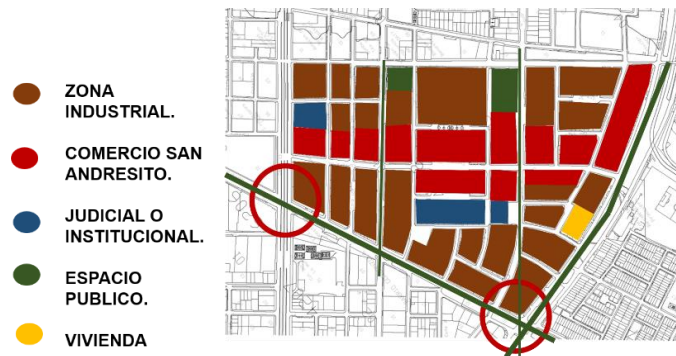 ZONA
INDUSTRIAL.
COMERCIO SAN
ANDRESITO.
JUDICIAL O
INSTITUCIONAL.
ESPACIO
PUBLICO.
VIVIENDA